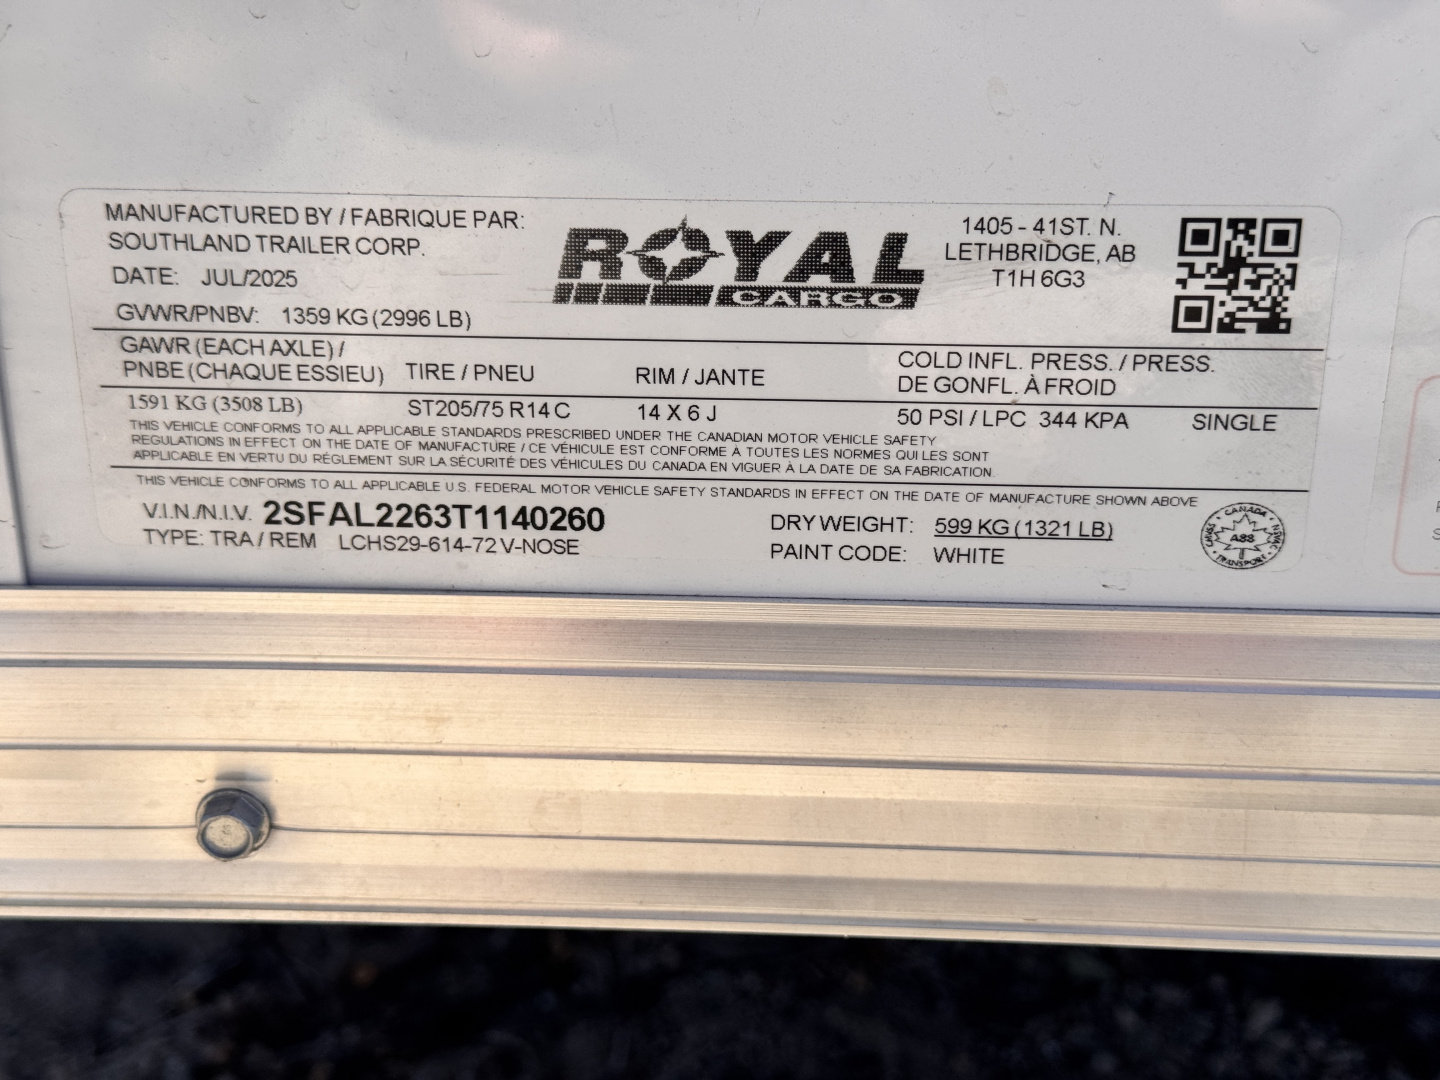 MANUFACTURED BY / FABRIQUE PAR:
SOUTHLAND TRAILER CORP.
DATE: JUL/2025
GVWR/PNBV: 1359 KG (2996 LB)
ROYAL
CARGO
1405 - 41ST. N.
LETHBRIDGE, AB
T1H 6G3
GAWR (EACH AXLE) /
PNBE (CHAQUE ESSIEU)
TIRE / PNEU
RIM / JANTE
COLD INFL. PRESS. / PRESS.
DE GONFL. À FROID
1591 KG (3508 LB)
ST205/75 R14 C
14 X 6 J
50 PSI / LPC 344 KPA
SINGLE
THIS VEHICLE CONFORMS TO ALL APPLICABLE STANDARDS PRESCRIBED UNDER THE CANADIAN MOTOR VEHICLE SAFETY
REGULATIONS IN EFFECT ON THE DATE OF MANUFACTURE / CE VÉHICULE EST CONFORME À TOUTES LES NORMES QUI LES SONT
APPLICABLE EN VERTU DU RÉGLEMENT SUR LA SÉCURITÉ DES VÉHICULES DU CANADA EN VIGUER À LA DATE DE SA FABRICATION.
THIS VEHICLE CONFORMS TO ALL APPLICABLE U.S. FEDERAL MOTOR VEHICLE SAFETY STANDARDS IN EFFECT ON THE DATE OF MANUFACTURE SHOWN ABOVE
V.I.N./N.I.V. 2SFAL2263T1140260
TYPE: TRA / REM LCHS29-614-72 V-NOSE
DRY WEIGHT: 599 KG (1321 LB)
PAINT CODE: WHITE
CANADA
TRANSPORT